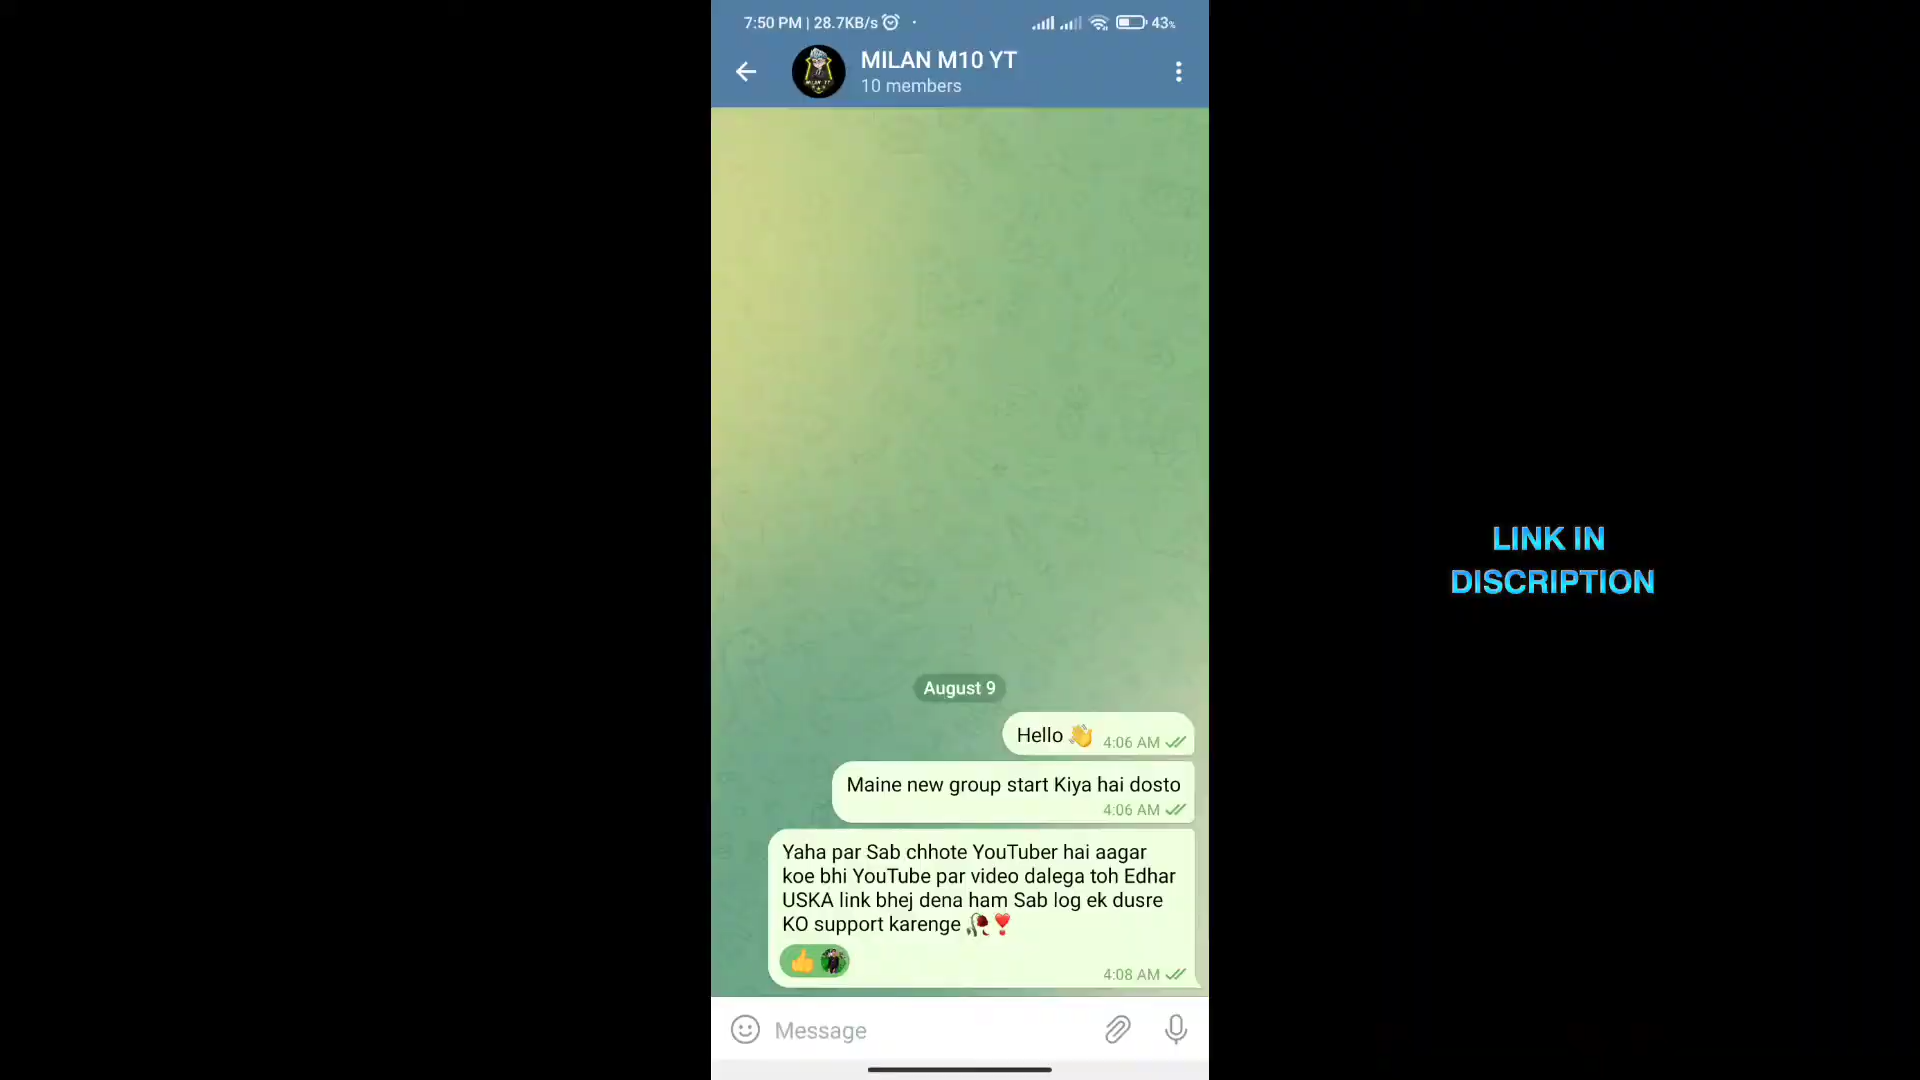 7:50 PM | 28.7KB/s
43%
MILAN M10 YT
10 members
August 9
Hello 👋 4:06 AM
Maine new group start Kiya hai dosto
4:06 AM
Yaha par Sab chhote YouTuber hai aagar
koe bhi YouTube par video dalega toh Edhar
USKA link bhej dena ham Sab log ek dusre
KO support karenge 🥀❣️
👍
4:08 AM
Message
LINK IN
DISCRIPTION